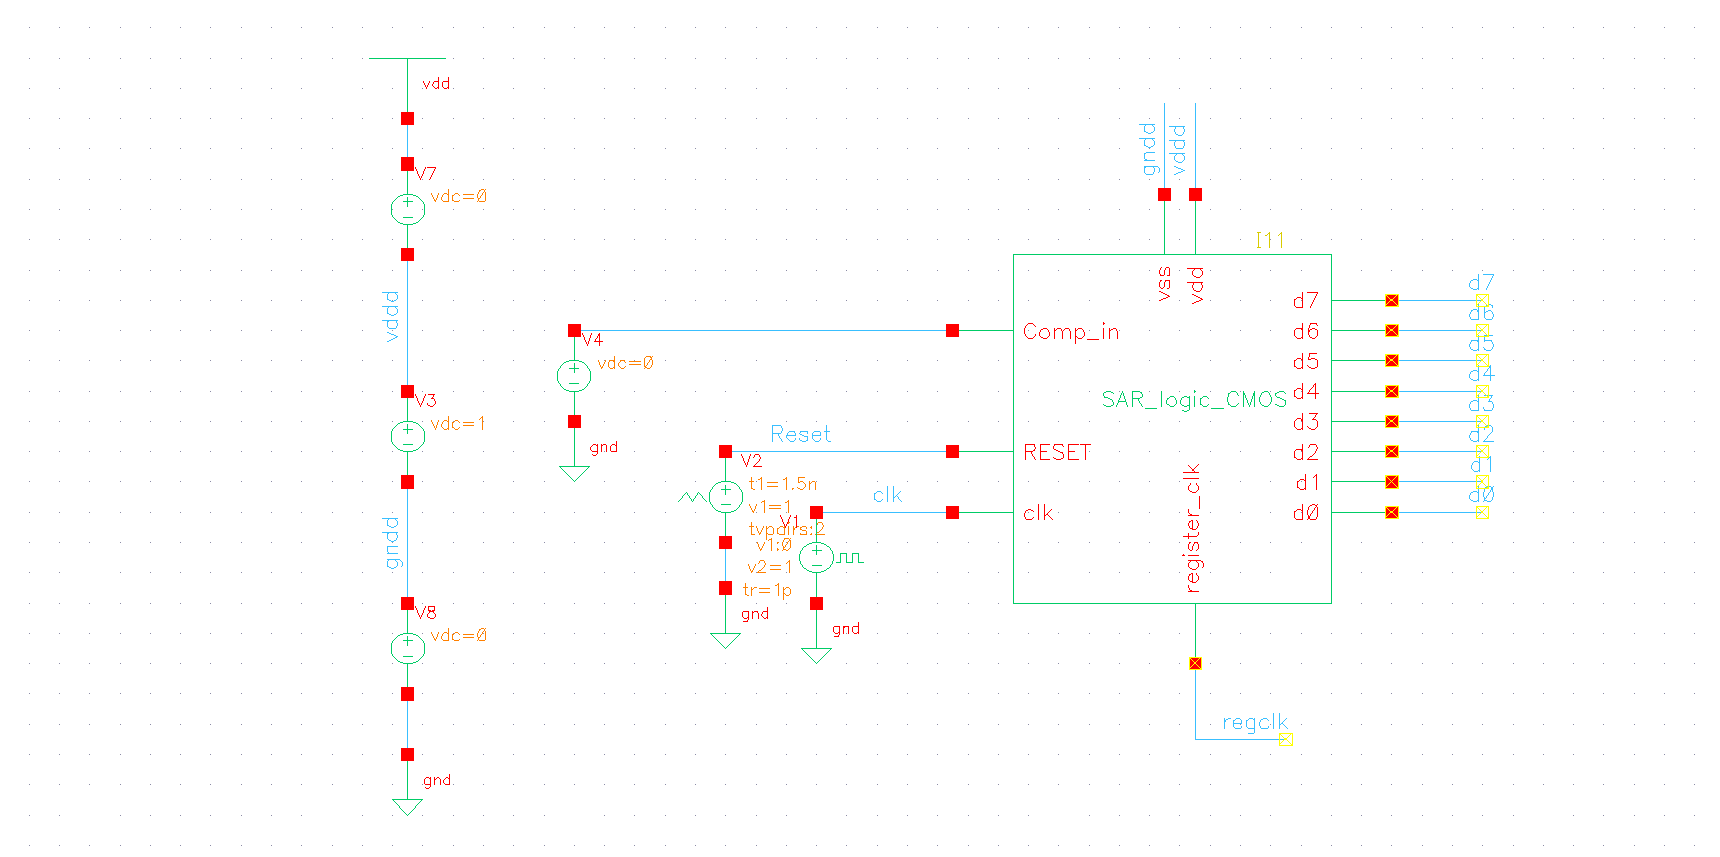 vdd
V7
vdc=0
vddd
V3
vdc=1
gndd
V8
vdc=0
gnd
V4
vdc=0
gnd
Reset
V2
t1=1.5n
v1=1
tvpairs:2
v1:0
v2=1
tr=1p
gnd
clk
V1
gnd
gndd
vddd
I11
vss
vdd
Comp_in
SAR_logic_CMOS
RESET
clk
register_clk
d7
d6
d5
d4
d3
d2
d1
d0
d7
d6
d5
d4
d3
d2
d1
d0
regclk